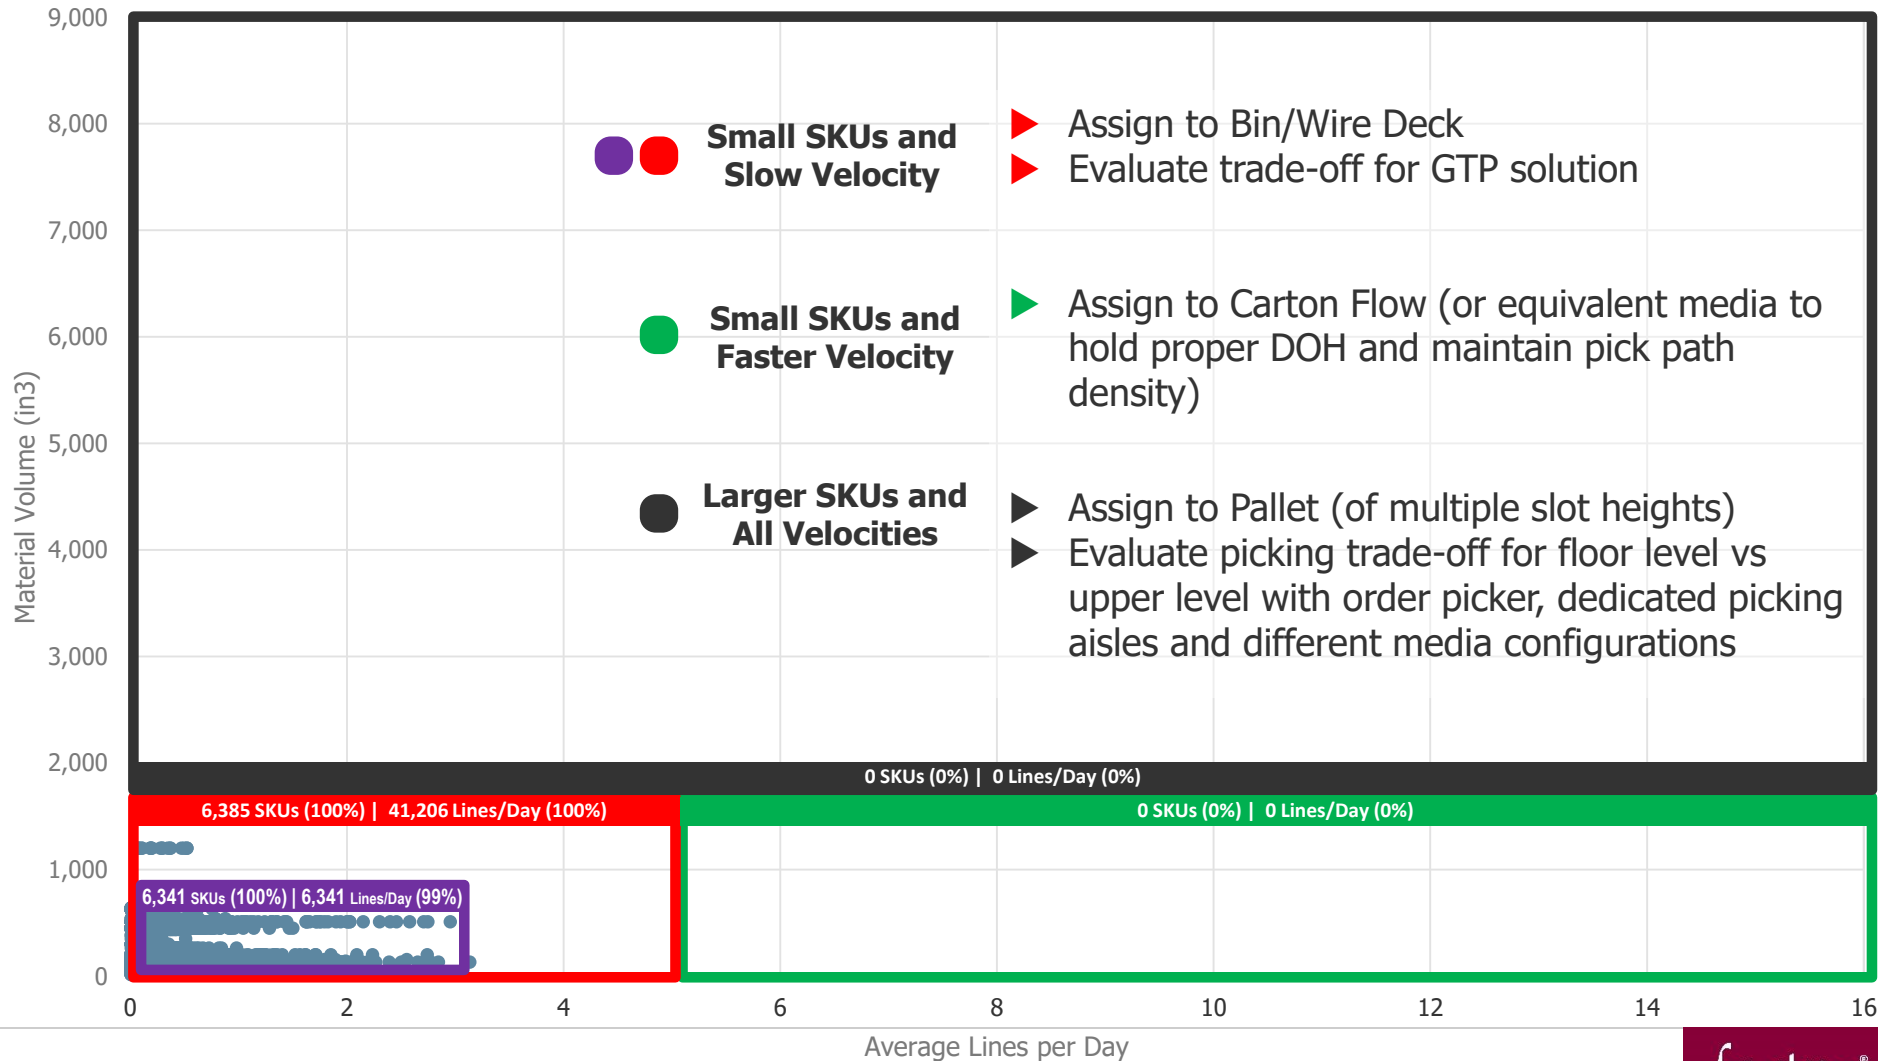 9,000
8,000
7,000
6,000
5,000
4,000
3,000
2,000
1,000
0
Material Volume (in3)
Small SKUs and
Slow Velocity
Assign to Bin/Wire Deck
Evaluate trade-off for GTP solution
Small SKUs and
Faster Velocity
Assign to Carton Flow (or equivalent media to
hold proper DOH and maintain pick path
density)
Larger SKUs and
All Velocities
Assign to Pallet (of multiple slot heights)
Evaluate picking trade-off for floor level vs
upper level with order picker, dedicated picking
aisles and different media configurations
0 SKUs (0%) | 0 Lines/Day (0%)
6,385 SKUs (100%) | 41,206 Lines/Day (100%)
0 SKUs (0%) | 0 Lines/Day (0%)
6,341 SKUs (100%) | 6,341 Lines/Day (99%)
0 2 4 6 8 10 12 14 16
Average Lines per Day